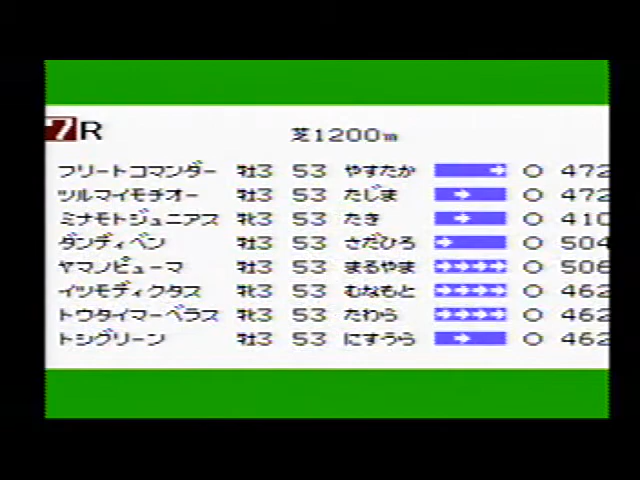 7R
芝1200m
フリートコマンダー 牡3 53 やすたか → ○ 472
ツルマイモチオー 牡3 53 たじま → ○ 472
ミナモトジュニアス 牝3 53 たき → ○ 410
ダンディベン 牡3 53 さだひろ ← ○ 504
ヤマノピューマ 牡3 53 まるやま →→→→ ○ 506
イツモディクタス 牝3 53 むなもと →→→→ ○ 462
トウタイマーベラス 牝3 53 たわら →→→→ ○ 462
トシグリーン 牡3 53 にすうら → ○ 462